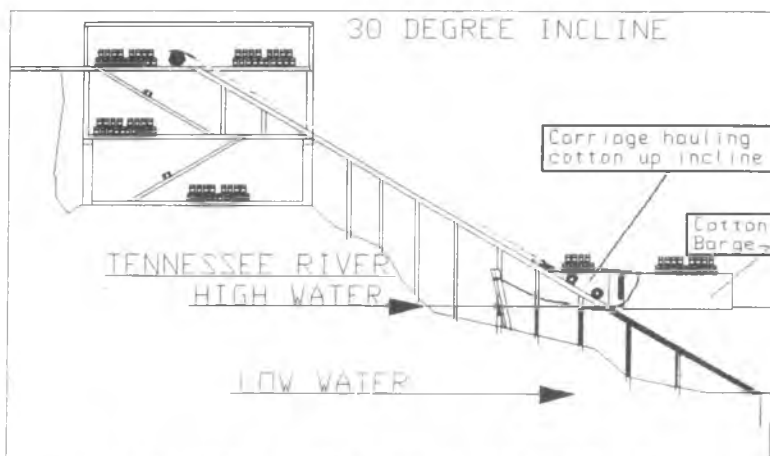 30 DEGREE INCLINE
Carriage hauling
cotton up incline
Cotton
Barge
TENNESSEE RIVER
HIGH WATER
LOW WATER